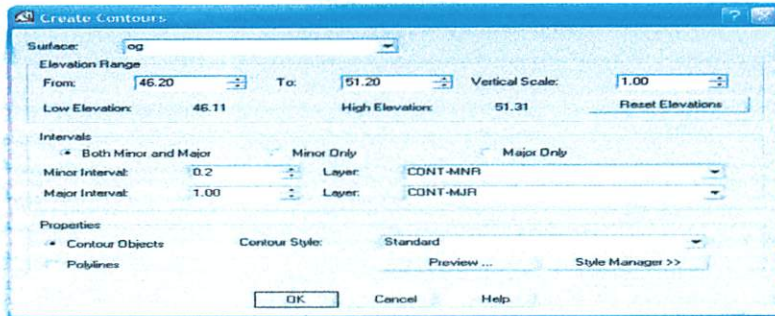 Create Contours
Surface: og
Elevation Range
From: 46.20 To: 51.20 Vertical Scale: 1.00
Low Elevation: 46.11 High Elevation: 51.31 Reset Elevations
Intervals
Both Minor and Major Minor Only Major Only
Minor Interval: 0.2 Layer: CONT-MNR
Major Interval: 1.00 Layer: CONT-MJR
Properties
Contour Objects Contour Style: Standard
Polylines Preview ... Style Manager >>
OK Cancel Help